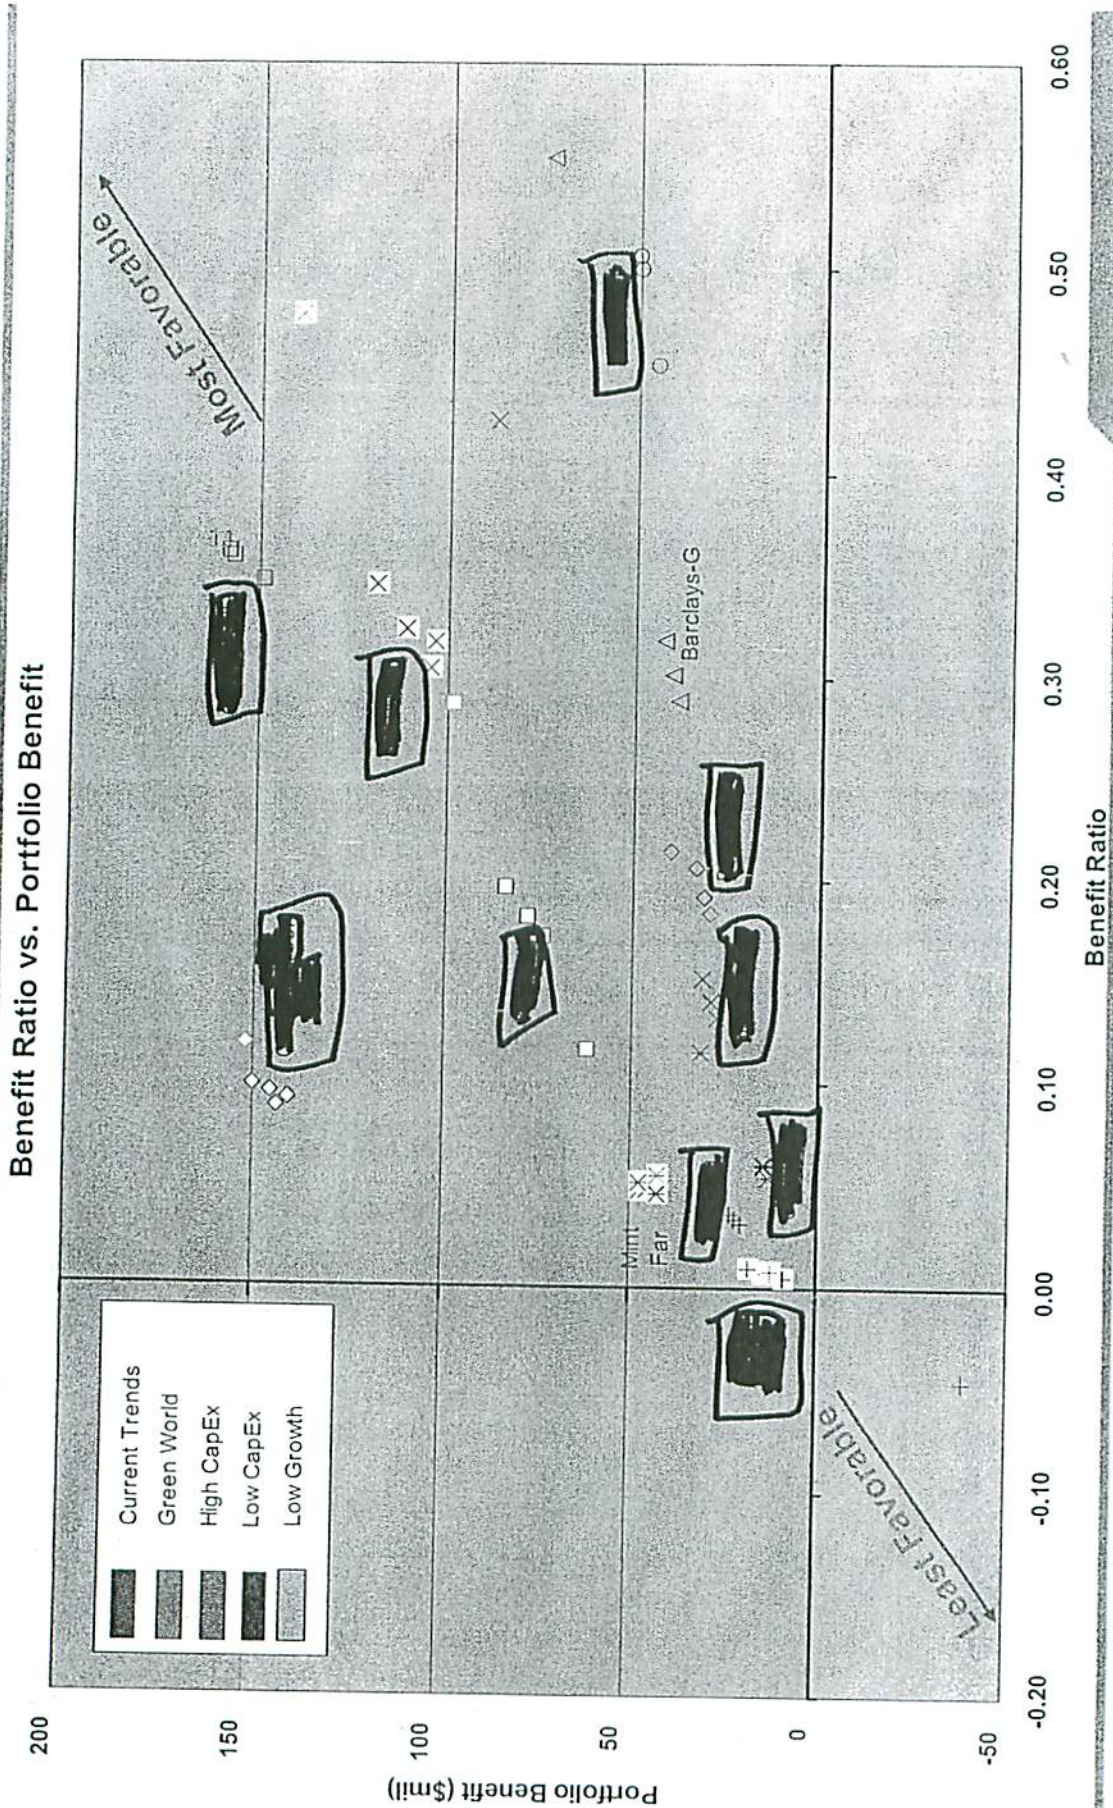 Benefit Ratio vs. Portfolio Benefit
Portfolio Benefit ($mil)
200
150
100
50
0
-50
Current Trends
Green World
High CapEx
Low CapEx
Low Growth
Most Favorable
Least Favorable
Mint
Far
Barclays-G
-0.20
-0.10
0.00
0.10
0.20
0.30
0.40
0.50
0.60
Benefit Ratio